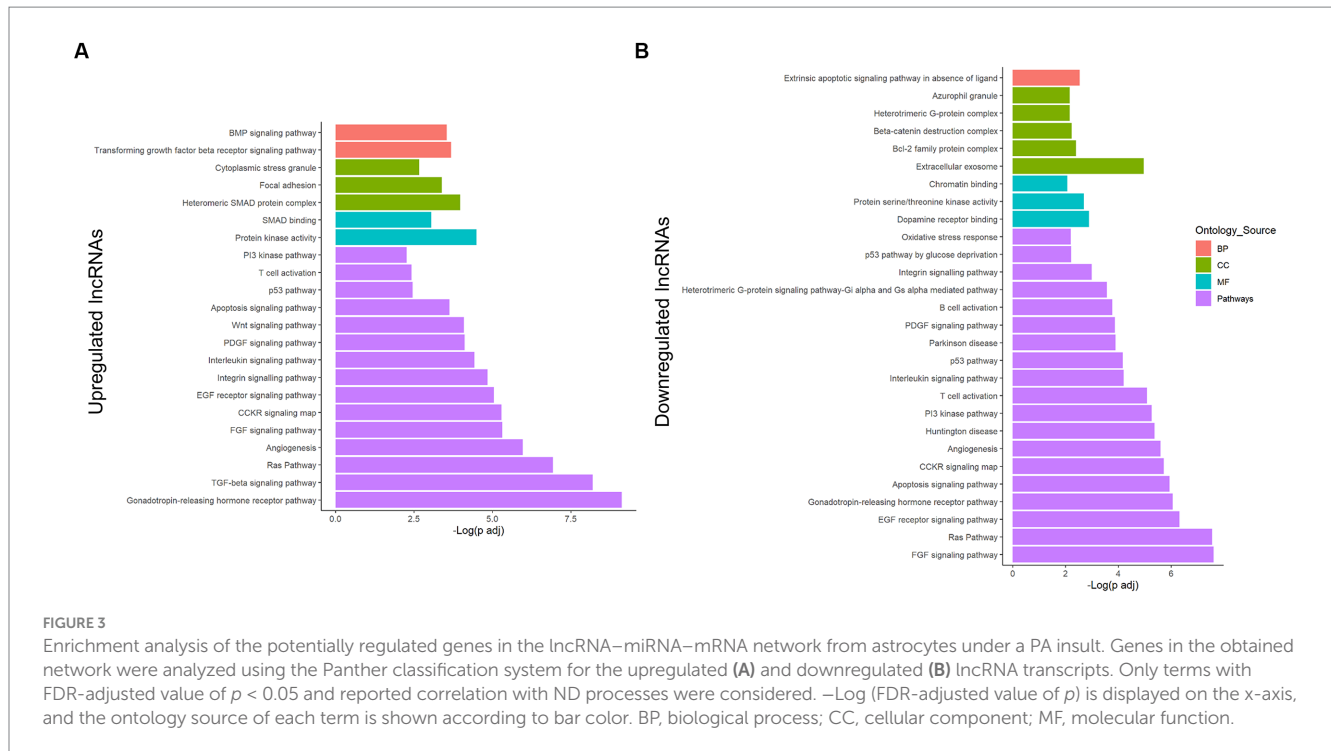 A
Upregulated lncRNAs
BMP signaling pathway
Transforming growth factor beta receptor signaling pathway
Cytoplasmic stress granule
Focal adhesion
Heteromeric SMAD protein complex
SMAD binding
Protein kinase activity
PI3 kinase pathway
T cell activation
p53 pathway
Apoptosis signaling pathway
Wnt signaling pathway
PDGF signaling pathway
Interleukin signaling pathway
Integrin signalling pathway
EGF receptor signaling pathway
CCKR signaling map
FGF signaling pathway
Angiogenesis
Ras Pathway
TGF-beta signaling pathway
Gonadotropin-releasing hormone receptor pathway
0.0 2.5 5.0 7.5
-Log(p adj)
B
Downregulated lncRNAs
Extrinsic apoptotic signaling pathway in absence of ligand
Azurophil granule
Heterotrimeric G-protein complex
Beta-catenin destruction complex
Bcl-2 family protein complex
Extracellular exosome
Chromatin binding
Protein serine/threonine kinase activity
Dopamine receptor binding
Oxidative stress response
p53 pathway by glucose deprivation
Integrin signalling pathway
Heterotrimeric G-protein signaling pathway-Gi alpha and Gs alpha mediated pathway
B cell activation
PDGF signaling pathway
Parkinson disease
p53 pathway
Interleukin signaling pathway
T cell activation
PI3 kinase pathway
Huntington disease
Angiogenesis
CCKR signaling map
Apoptosis signaling pathway
Gonadotropin-releasing hormone receptor pathway
EGF receptor signaling pathway
Ras Pathway
FGF signaling pathway
0 2 4 6
-Log(p adj)
Ontology_Source
BP
CC
MF
Pathways
FIGURE 3
Enrichment analysis of the potentially regulated genes in the lncRNA–miRNA–mRNA network from astrocytes under a PA insult. Genes in the obtained
network were analyzed using the Panther classification system for the upregulated (A) and downregulated (B) lncRNA transcripts. Only terms with
FDR-adjusted value of p < 0.05 and reported correlation with ND processes were considered. −Log (FDR-adjusted value of p) is displayed on the x-axis,
and the ontology source of each term is shown according to bar color. BP, biological process; CC, cellular component; MF, molecular function.